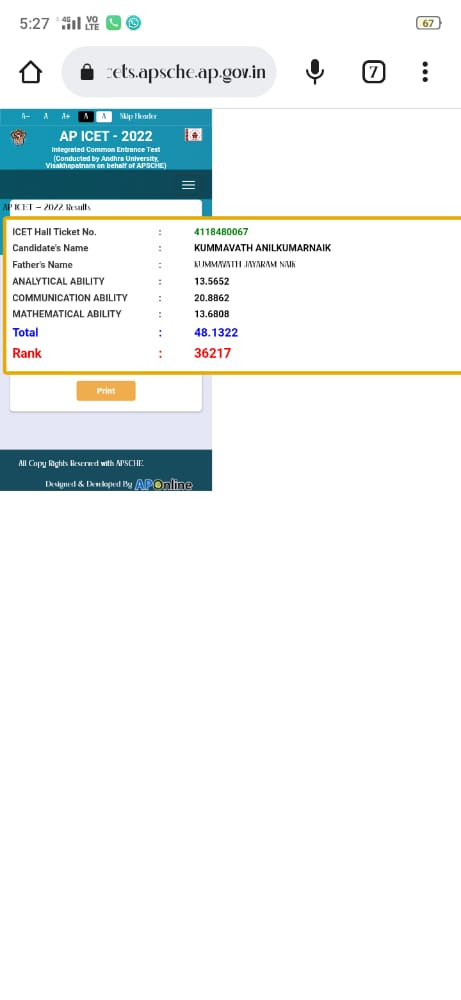 5:27 4G VO LTE 67
cets.apsche.ap.gov.in 7
A- A A+ A A Skip Header
AP ICET - 2022
Integrated Common Entrance Test
(Conducted by Andhra University,
Visakhapatnam on behalf of APSCHE)
AP ICET – 2022 Results
ICET Hall Ticket No. : 4118480067
Candidate's Name : KUMMAVATH ANILKUMARNAIK
Father's Name : KUMMAVATH JAYARAM NAIK
ANALYTICAL ABILITY : 13.5652
COMMUNICATION ABILITY : 20.8862
MATHEMATICAL ABILITY : 13.6808
Total : 48.1322
Rank : 36217
Print
All Copy Rights Reserved with APSCHE
Designed & Developed By APOnline